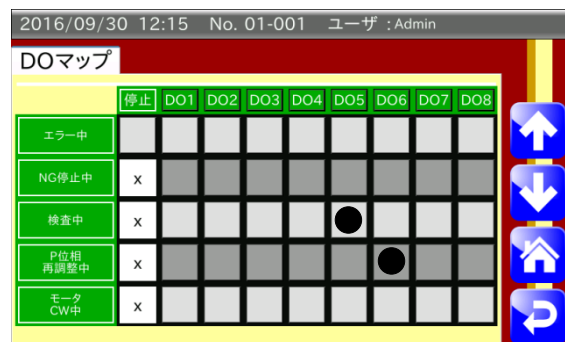 2016/09/30 12:15 No. 01-001 ユーザ : Admin
DOマップ
停止 DO1 DO2 DO3 DO4 DO5 DO6 DO7 DO8
エラー中
NG停止中 x
検査中 x
P位相
再調整中 x
モータ
CW中 x